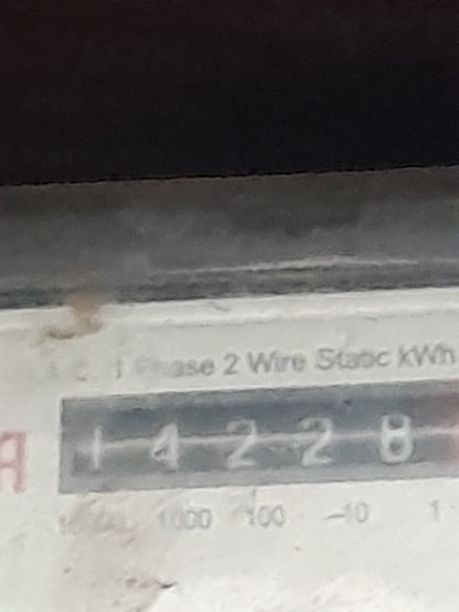 Phase 2 Wire Static kWh
A 1 4 2 2 8
1000 100 10 1